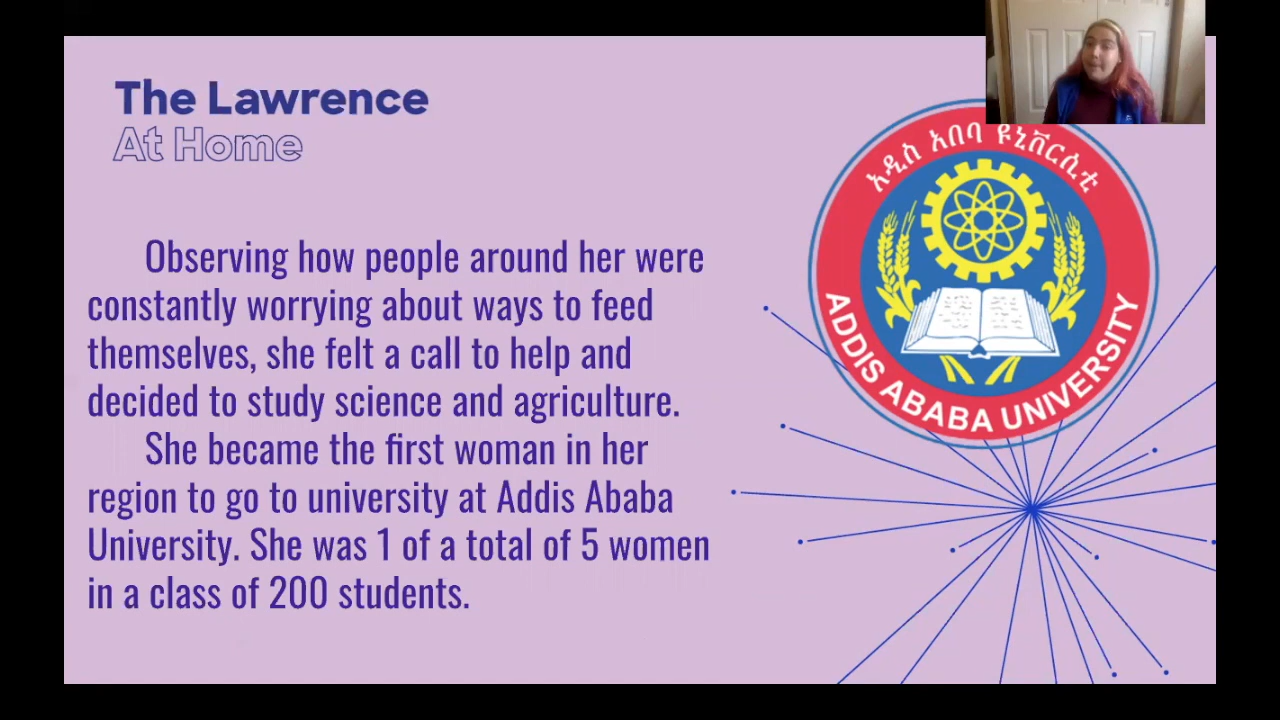 The Lawrence
At Home
አዲስ አበባ ዩኒቨርሲቲ
ADDIS ABABA UNIVERSITY
Observing how people around her were
constantly worrying about ways to feed
themselves, she felt a call to help and
decided to study science and agriculture.
She became the first woman in her
region to go to university at Addis Ababa
University. She was 1 of a total of 5 women
in a class of 200 students.